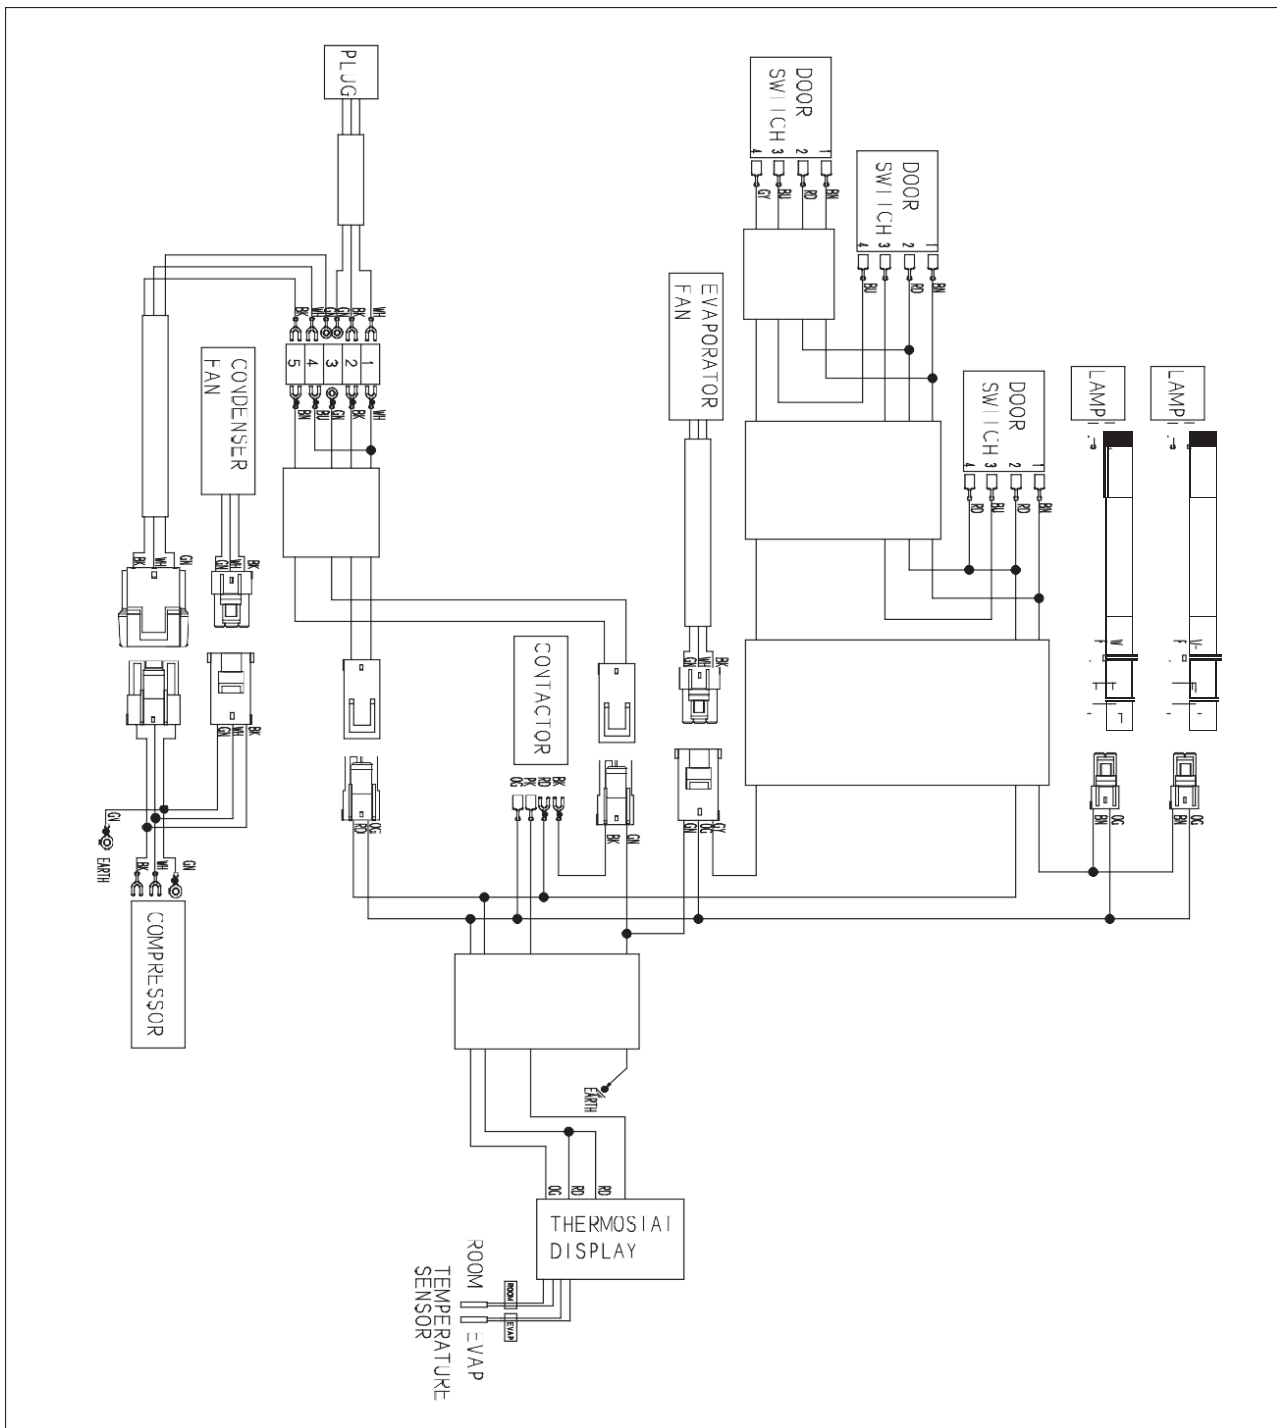 PLUG
DOOR
SWITCH
1
2
3
4
BN
RD
BU
GY
DOOR
SWITCH
1
2
3
4
BN
RD
BU
EVAPORATOR
FAN
BK
WH
GN
CONDENSER
FAN
BK
WH
GN
BK
WH
GN
GN
BK
WH
5
4
3
2
1
BN
BU
GN
BK
WH
DOOR
SWITCH
1
2
3
4
BN
RD
BU
RD
LAMP
LAMP
BK
WH
GN
BK
WH
GN
CONTACTOR
OG
PK
RD
BK
RD
OG
BK
GN
GN
OG
GY
BN
OG
BN
OG
GN
EARTH
BK
WH
GN
COMPRESSOR
EARTH
OG
RD
RD
THERMOSTAT
DISPLAY
ROOM
EVAP
ROOM
EVAP
TEMPERATURE
SENSOR